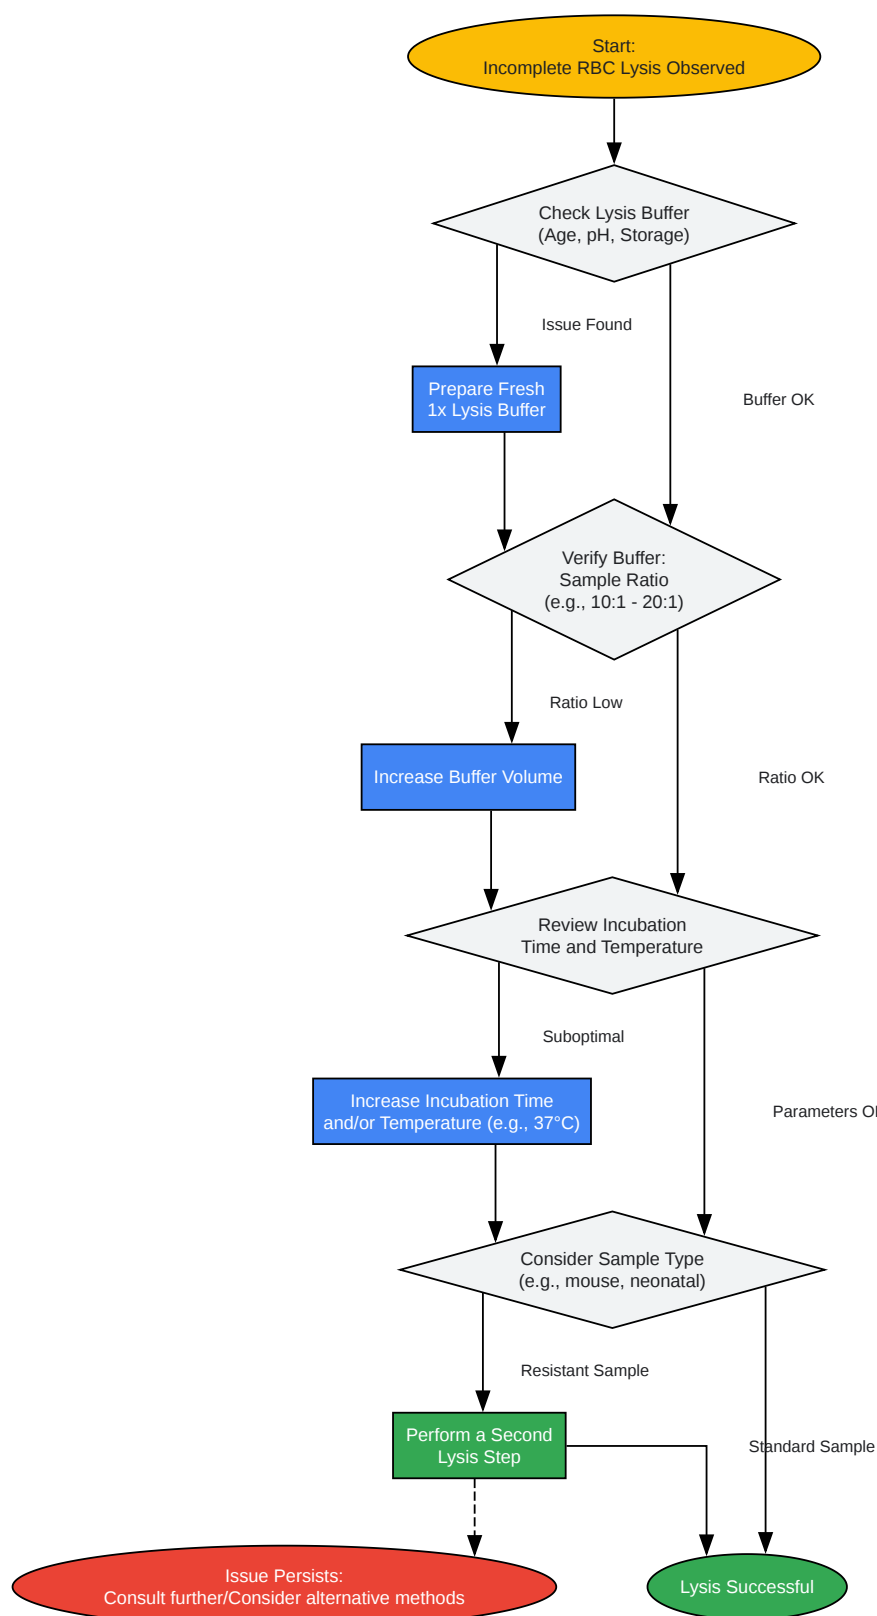 Start:
Incomplete RBC Lysis Observed
Check Lysis Buffer
(Age, pH, Storage)
Issue Found
Prepare Fresh
1x Lysis Buffer
Buffer OK
Verify Buffer:
Sample Ratio
(e.g., 10:1 - 20:1)
Ratio Low
Increase Buffer Volume
Ratio OK
Review Incubation
Time and Temperature
Suboptimal
Increase Incubation Time
and/or Temperature (e.g., 37°C)
Parameters
Consider Sample Type
(e.g., mouse, neonatal)
Resistant Sample
Perform a Second
Lysis Step
Standard Sample
Issue Persists:
Consult further/Consider alternative methods
Lysis Successful